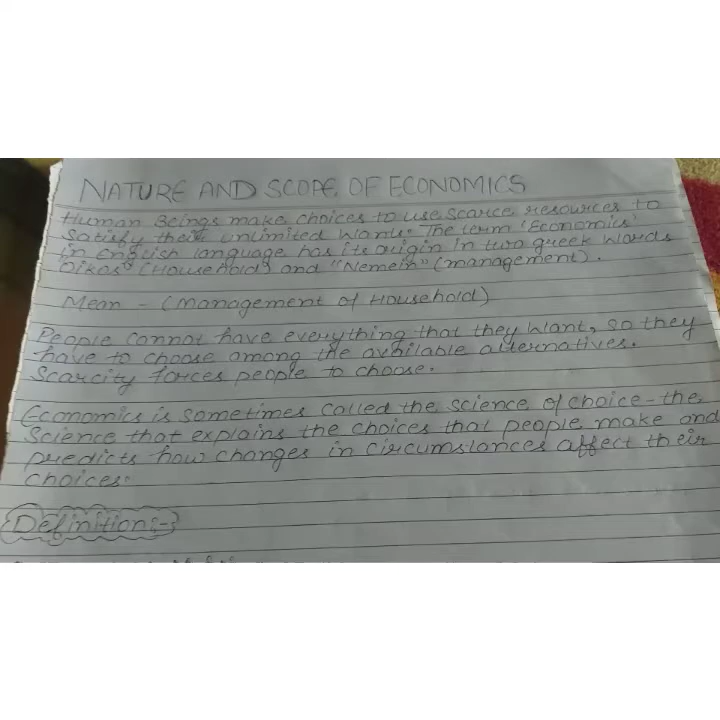 NATURE AND SCOPE OF ECONOMICS
Human Beings make choices to use scarce resources to
satisfy their unlimited Wants. The term 'Economics'
in English language has its origin in two greek words
Oikos" (Household) and "Nemein" (management).
Mean - (Management of Household)
People cannot have everything that they Want, so they
have to choose among the available alternatives.
Scarcity forces people to choose.
Economics is sometimes called the science of choice - the
Science that explains the choices that people make and
predicts how changes in circumstances affect their
choices.
Definitions:-